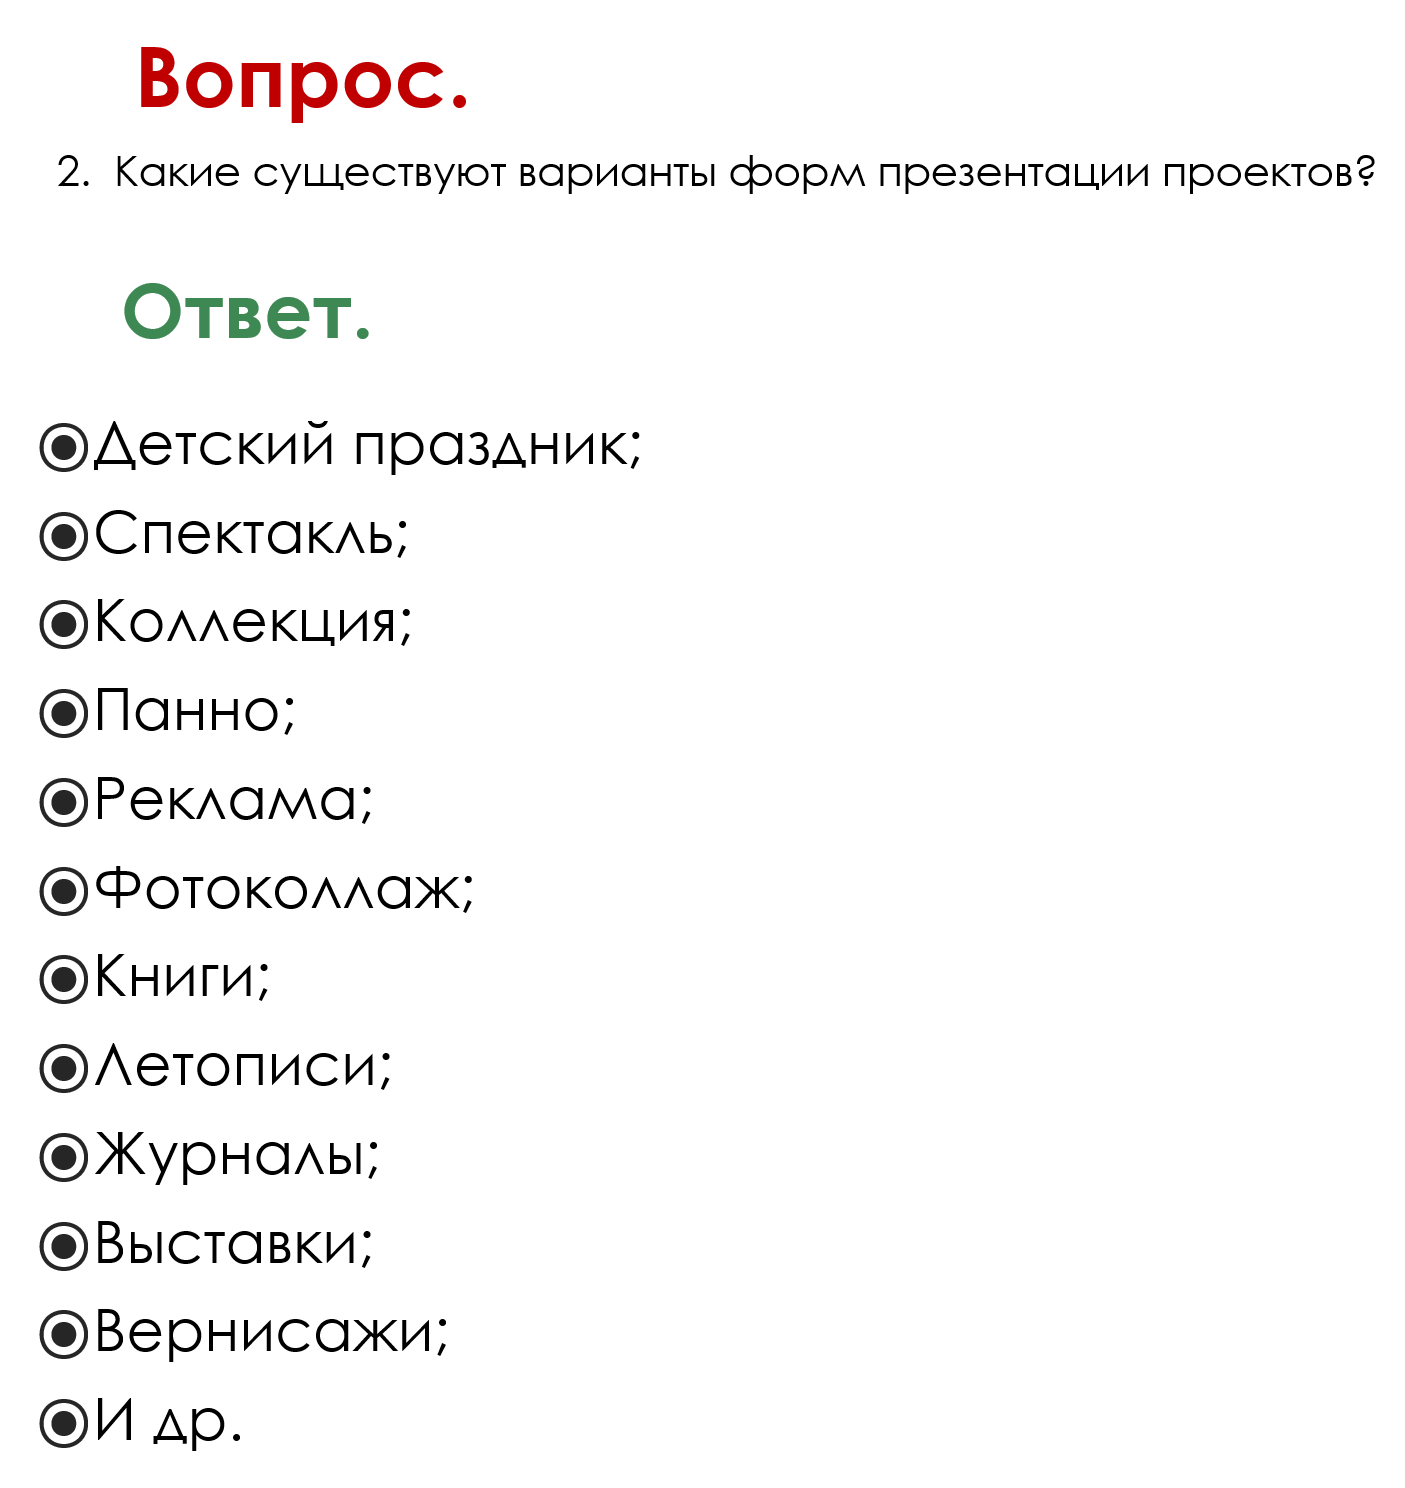 Вопрос.
2. Какие существуют варианты форм презентации проектов?
Ответ.
Детский праздник;
Спектакль;
Коллекция;
Панно;
Реклама;
Фотоколлаж;
Книги;
Летописи;
Журналы;
Выставки;
Вернисажи;
И др.